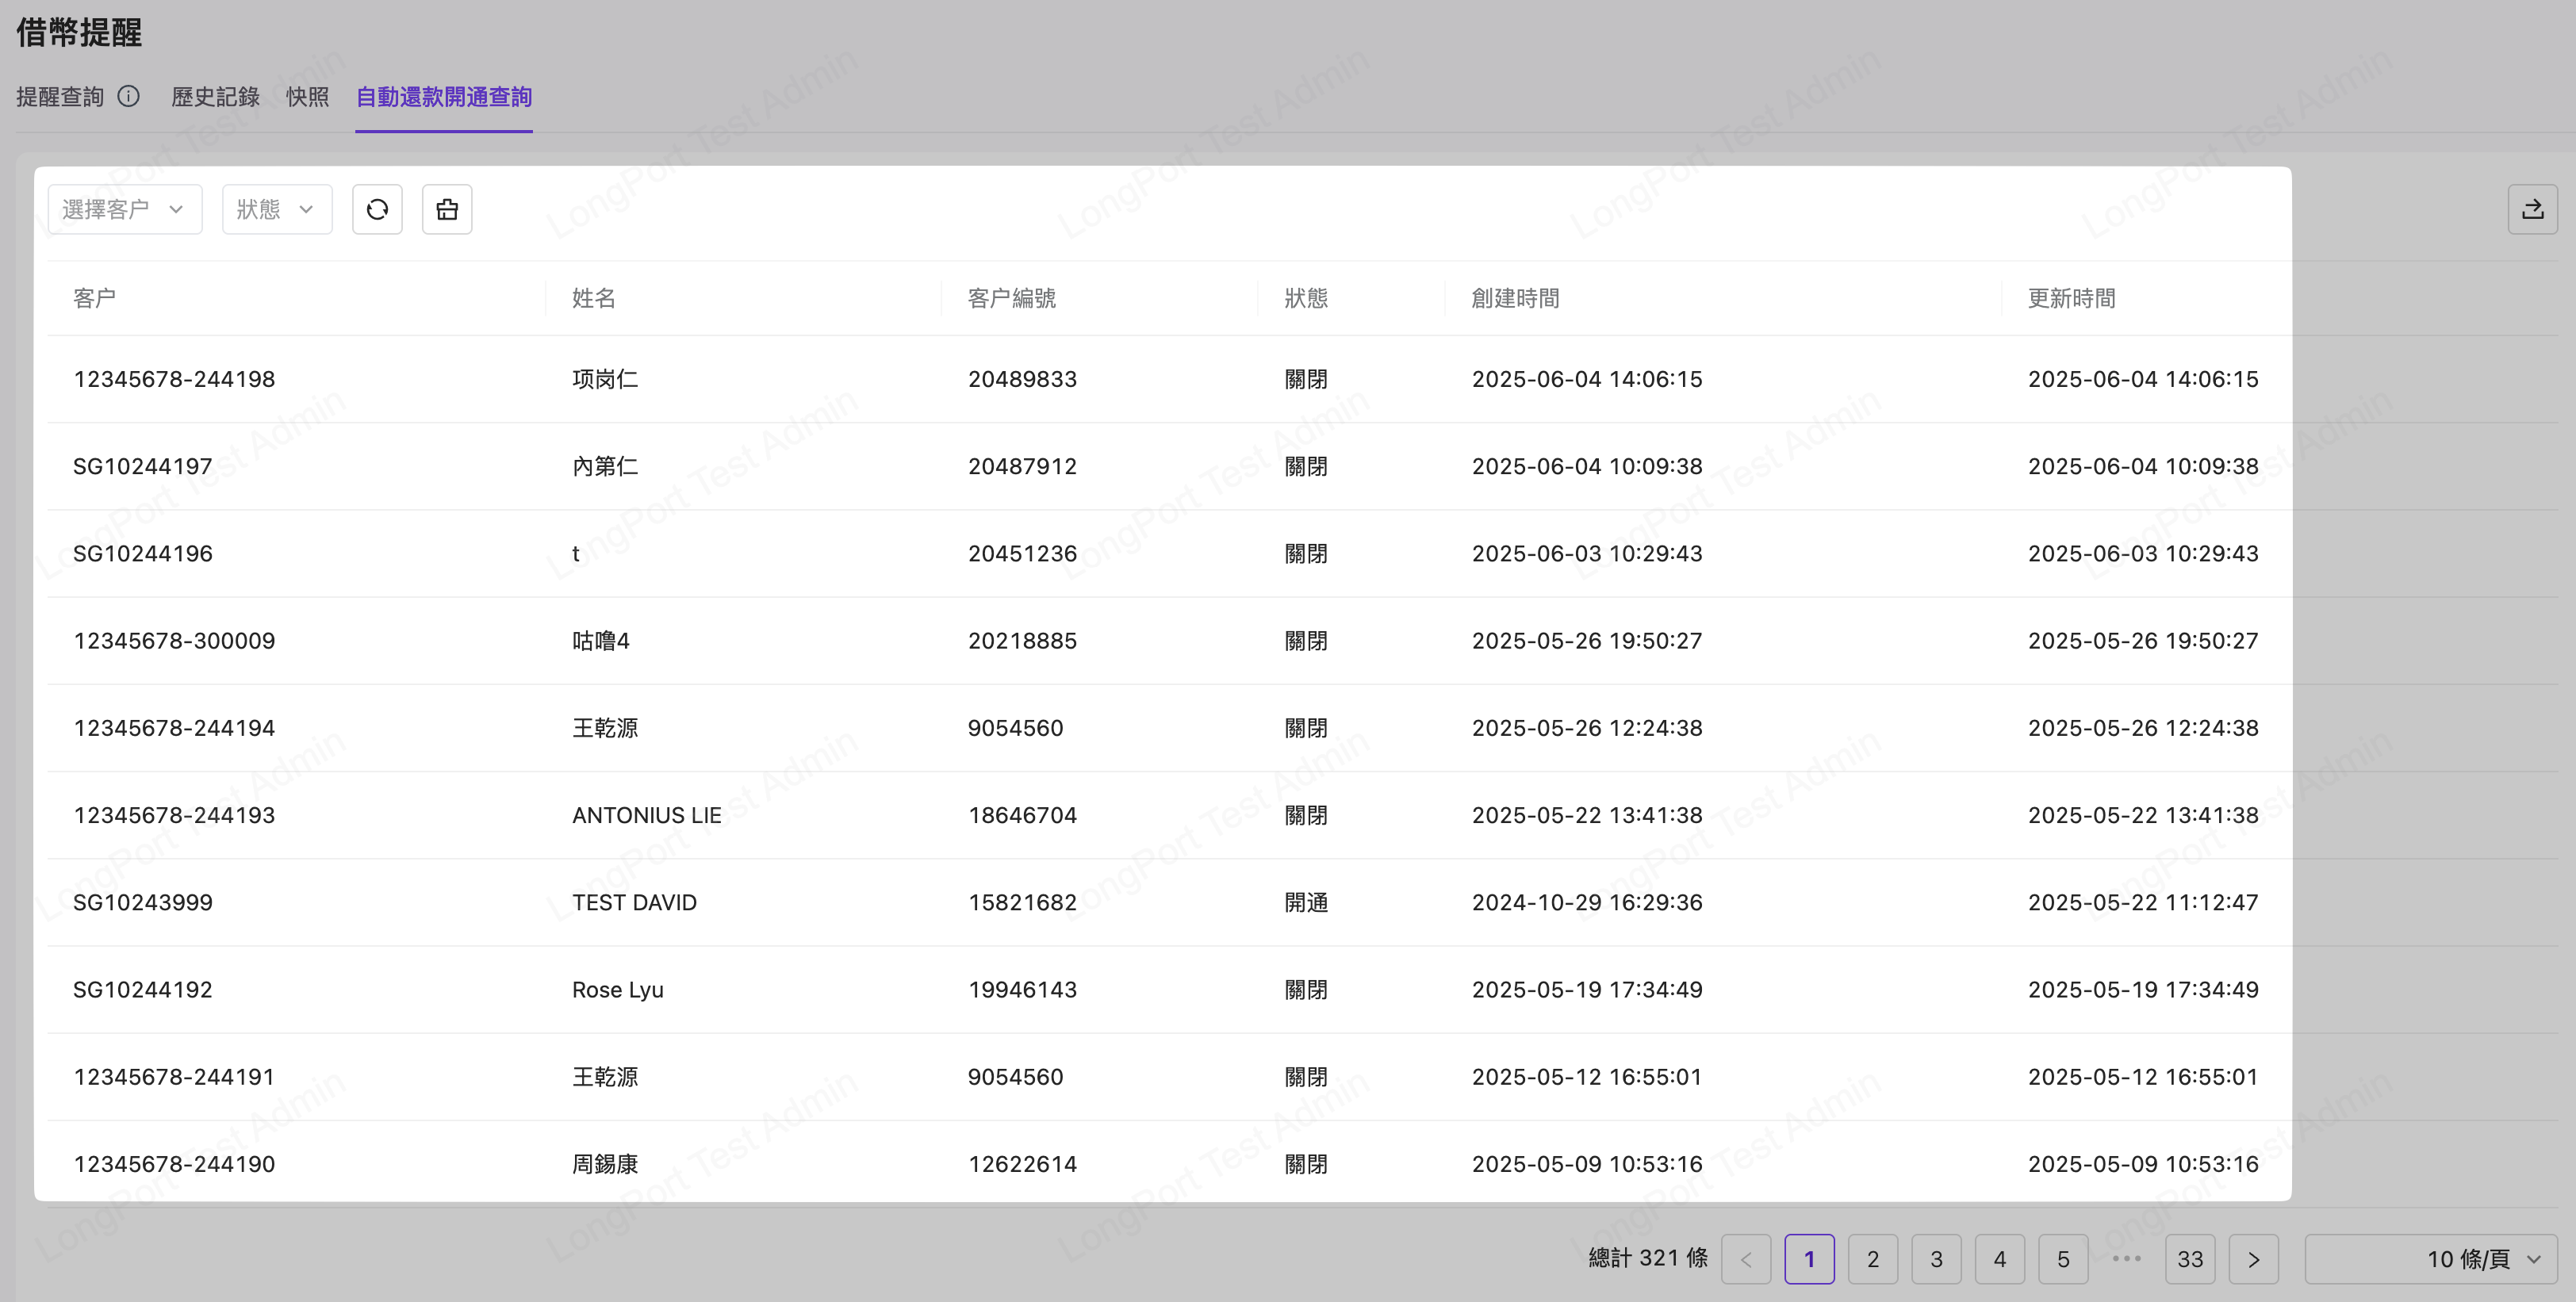 借幣提醒
提醒查詢 歷史記錄 快照 自動還款開通查詢
選擇客户 狀態
客户 姓名 客户編號 狀態 創建時間 更新時間
12345678-244198 项岗仁 20489833 關閉 2025-06-04 14:06:15 2025-06-04 14:06:15
SG10244197 內第仁 20487912 關閉 2025-06-04 10:09:38 2025-06-04 10:09:38
SG10244196 t 20451236 關閉 2025-06-03 10:29:43 2025-06-03 10:29:43
12345678-300009 咕嚕4 20218885 關閉 2025-05-26 19:50:27 2025-05-26 19:50:27
12345678-244194 王乾源 9054560 關閉 2025-05-26 12:24:38 2025-05-26 12:24:38
12345678-244193 ANTONIUS LIE 18646704 關閉 2025-05-22 13:41:38 2025-05-22 13:41:38
SG10243999 TEST DAVID 15821682 開通 2024-10-29 16:29:36 2025-05-22 11:12:47
SG10244192 Rose Lyu 19946143 關閉 2025-05-19 17:34:49 2025-05-19 17:34:49
12345678-244191 王乾源 9054560 關閉 2025-05-12 16:55:01 2025-05-12 16:55:01
12345678-244190 周錫康 12622614 關閉 2025-05-09 10:53:16 2025-05-09 10:53:16
總計 321 條 < 1 2 3 4 5 ••• 33 > 10 條/頁
LongPort Test Admin